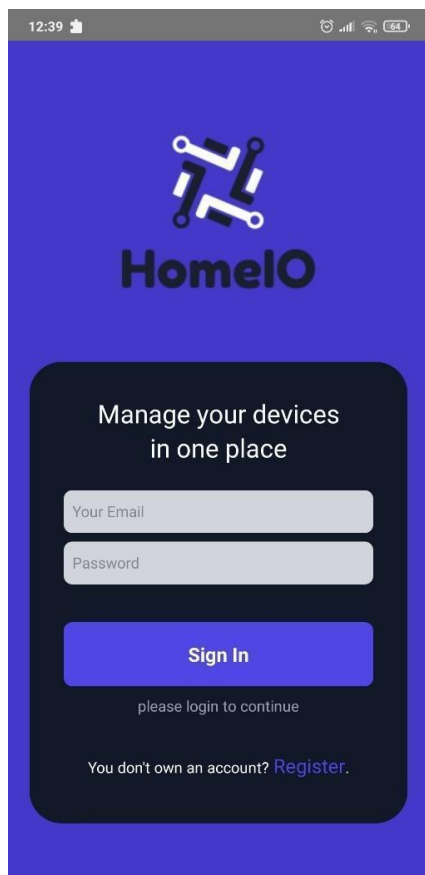 12:39
64
HomeIO
Manage your devices
in one place
Your Email
Password
Sign In
please login to continue
You don't own an account? Register.